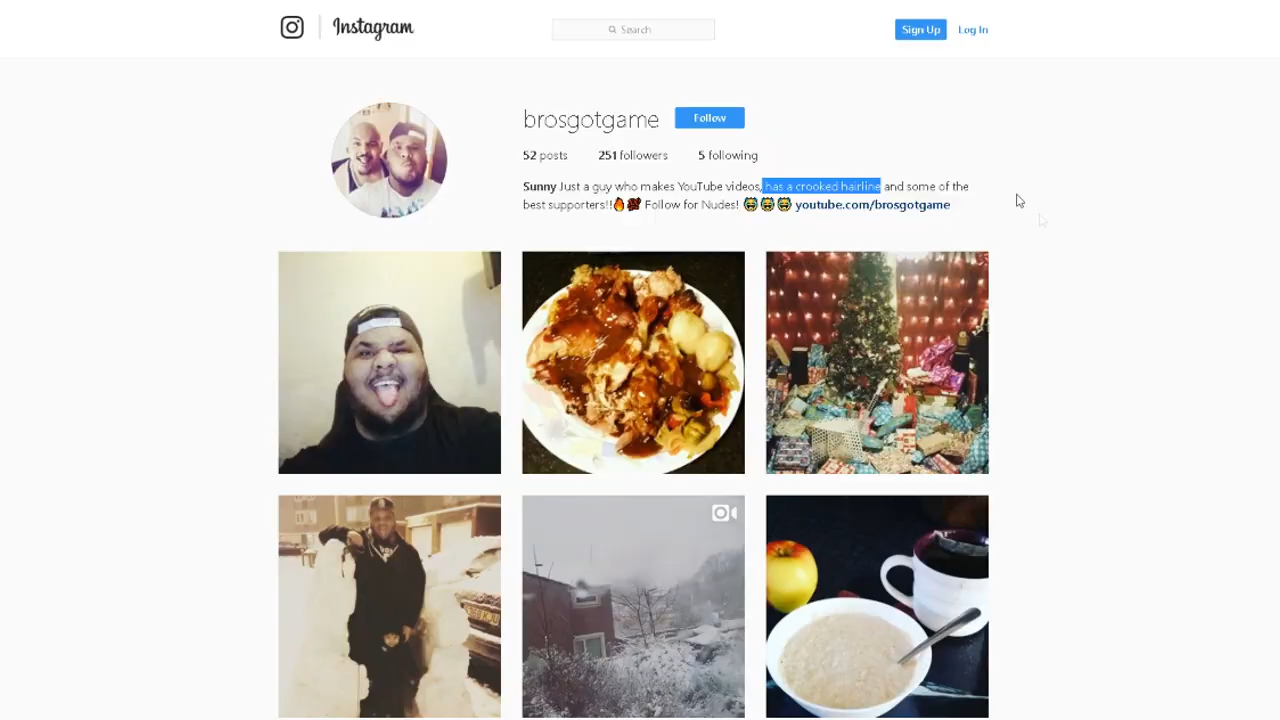 Instagram
Search
Sign Up
Log In
brosgotgame
Follow
52 posts
251 followers
5 following
Sunny Just a guy who makes YouTube videos, has a crooked hairline and some of the
best supporters!!🔥💯 Follow for Nudes! 😂😂😂 youtube.com/brosgotgame